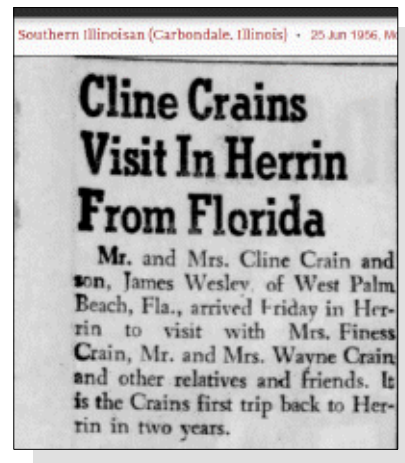 Southern Illinoisan (Carbondale, Illinois) • 25 Jun 1956, Mo
Cline Crains
Visit In Herrin
From Florida
Mr. and Mrs. Cline Crain and
son, James Wesley, of West Palm
Beach, Fla., arrived Friday in Her-
rin to visit with Mrs. Finess
Crain, Mr. and Mrs. Wayne Crain
and other relatives and friends. It
is the Crains first trip back to Her-
rin in two years.